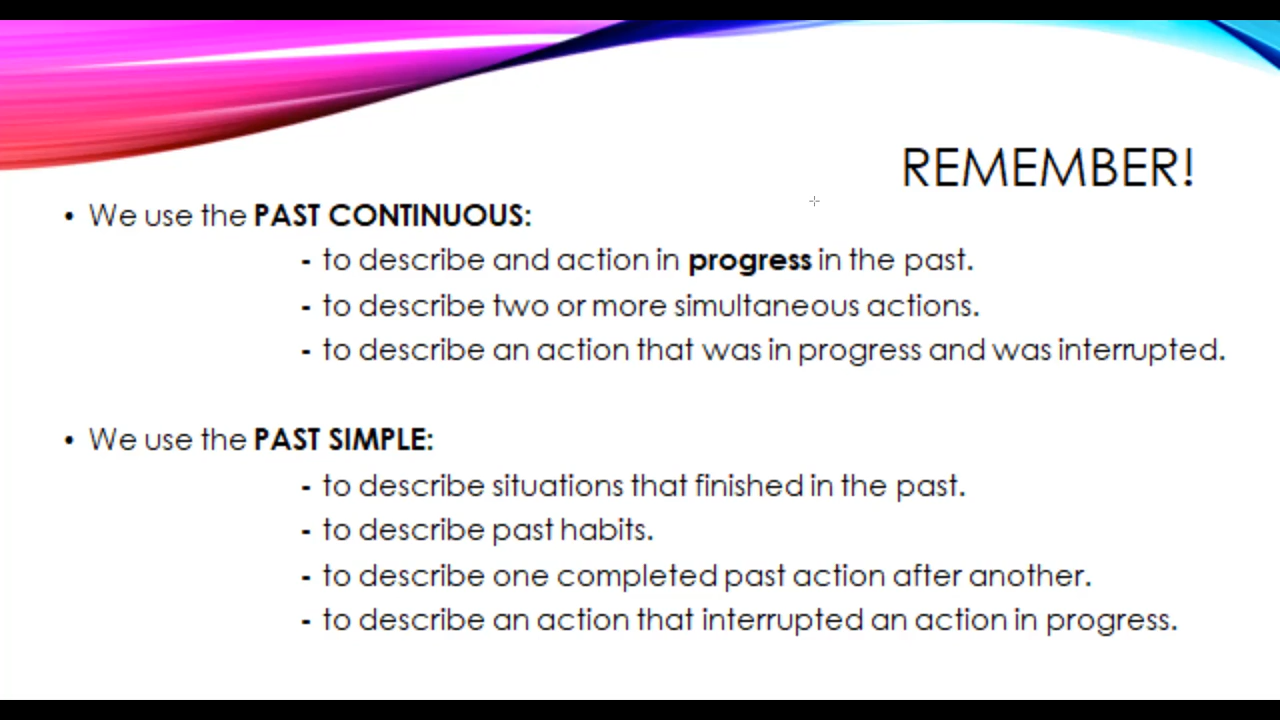 REMEMBER!
• We use the PAST CONTINUOUS:
- to describe and action in progress in the past.
- to describe two or more simultaneous actions.
- to describe an action that was in progress and was interrupted.
• We use the PAST SIMPLE:
- to describe situations that finished in the past.
- to describe past habits.
- to describe one completed past action after another.
- to describe an action that interrupted an action in progress.